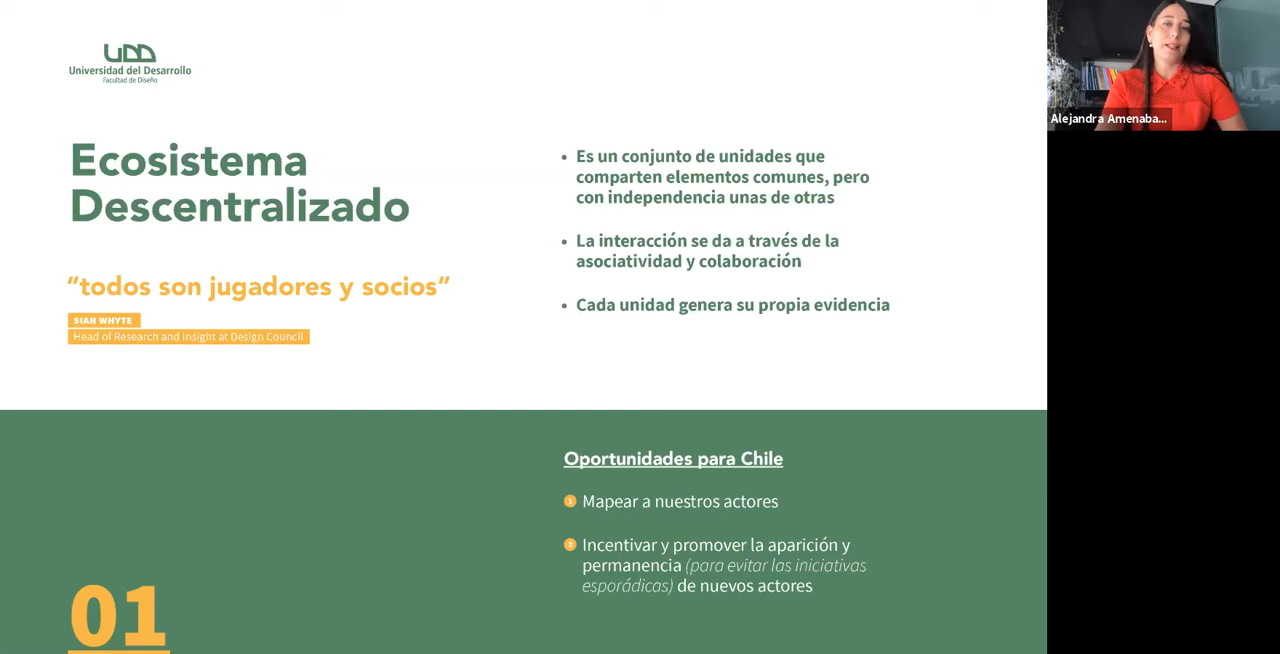 UDD
Universidad del Desarrollo
Facultad de Diseño
Ecosistema
Descentralizado
“todos son jugadores y socios”
SIAN WHYTE
Head of Research and Insight at Design Council
• Es un conjunto de unidades que
comparten elementos comunes, pero
con independencia unas de otras
• La interacción se da a través de la
asociatividad y colaboración
• Cada unidad genera su propia evidencia
Oportunidades para Chile
1 Mapear a nuestros actores
2 Incentivar y promover la aparición y
permanencia (para evitar las iniciativas
esporádicas) de nuevos actores
01
Alejandra Amenaba...